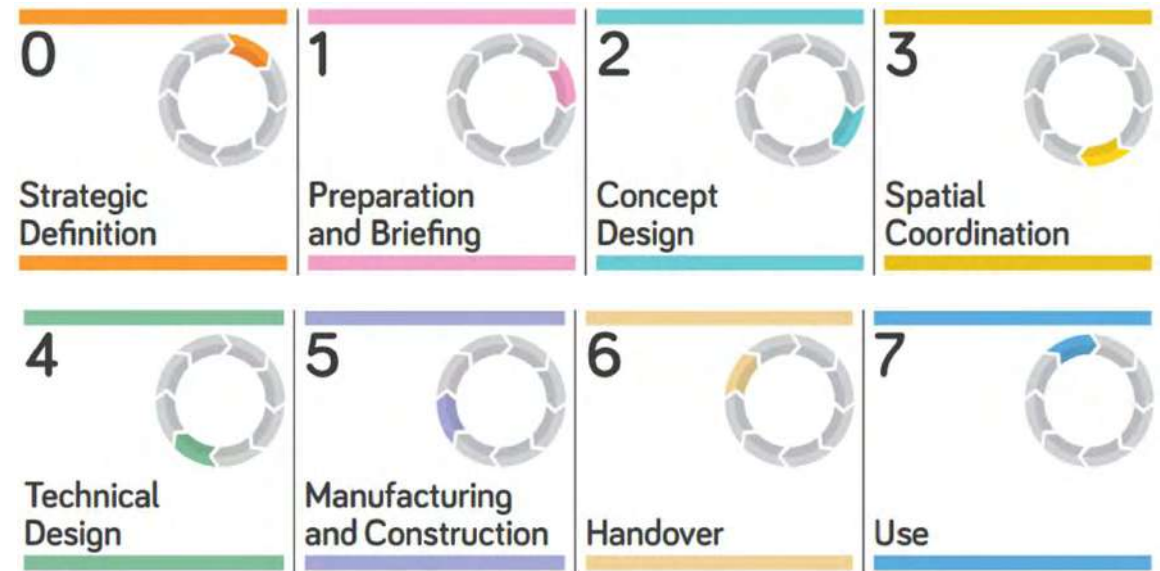 0
Strategic
Definition
1
Preparation
and Briefing
2
Concept
Design
3
Spatial
Coordination
4
Technical
Design
5
Manufacturing
and Construction
6
Handover
7
Use